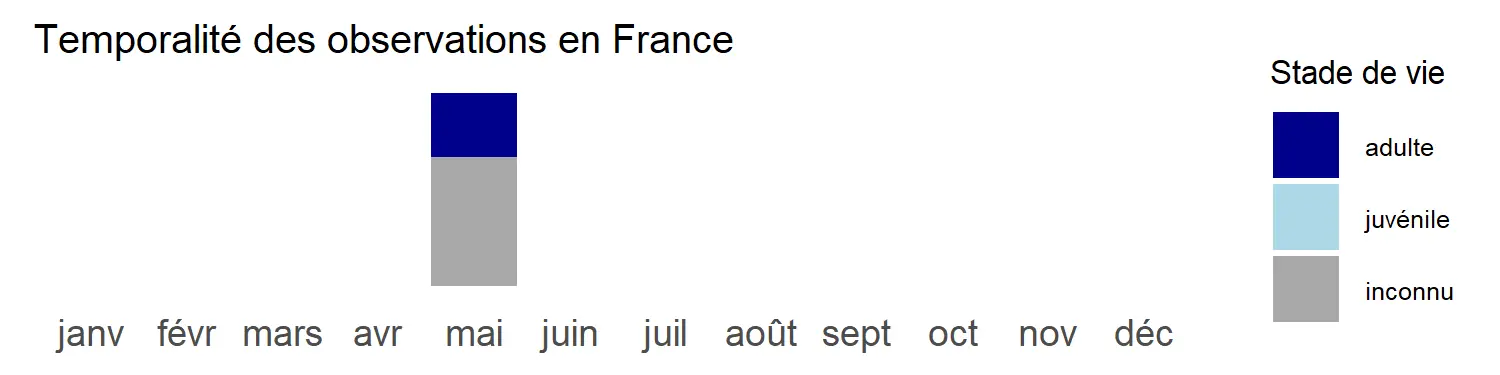 Temporalité des observations en France
janv févr mars avr mai juin juil août sept oct nov déc
Stade de vie
adulte
juvénile
inconnu